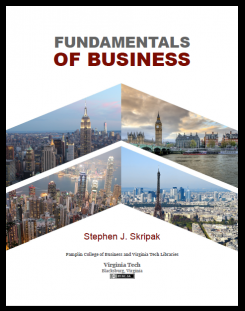 FUNDAMENTALS
OF BUSINESS
Stephen J. Skripak
Pamplin College of Business and Virginia Tech Libraries
Virginia Tech
Blacksburg, Virginia